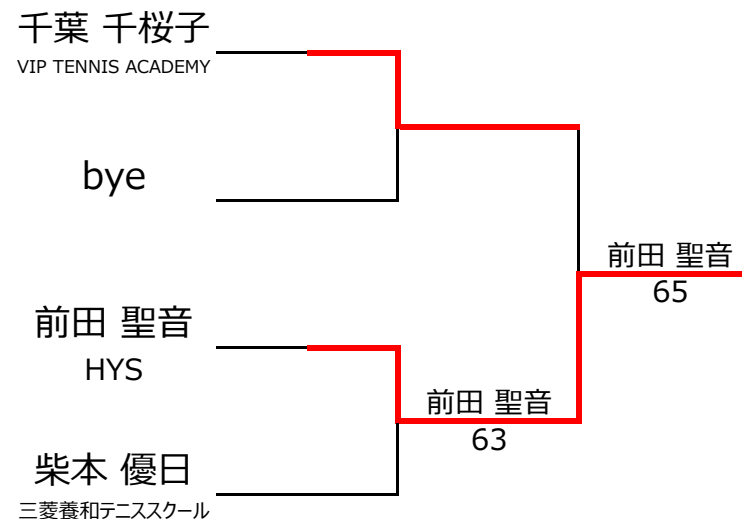 千葉 千桜子
VIP TENNIS ACADEMY
bye
前田 聖音
HYS
柴本 優日
三菱養和テニススクール
前田 聖音
63
前田 聖音
65